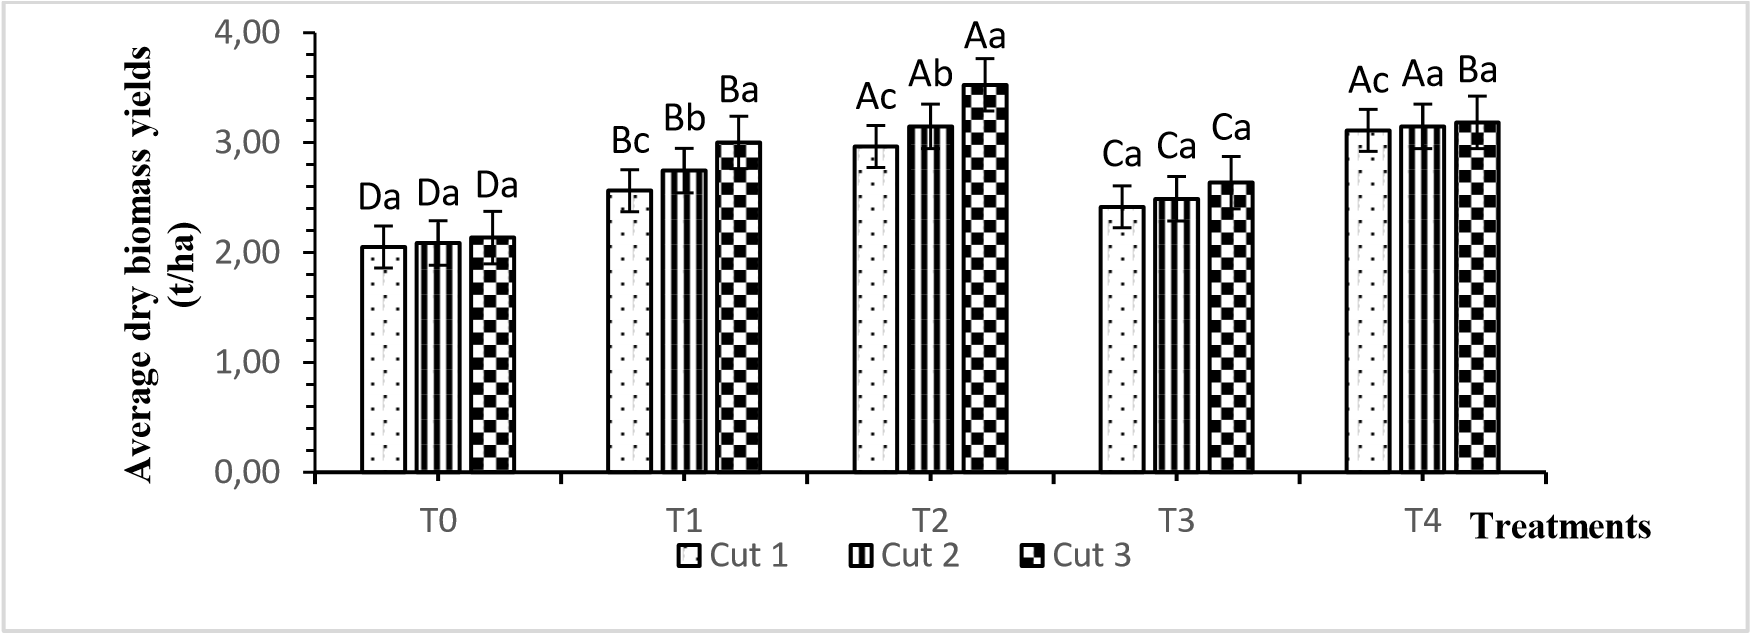 Average dry biomass yields
(t/ha)
4,00
3,00
2,00
1,00
0,00
Da Da Da
Bc Bb Ba
Ac Ab Aa
Ca Ca Ca
Ac Aa Ba
T0 T1 T2 T3 T4 Treatments
Cut 1 Cut 2 Cut 3